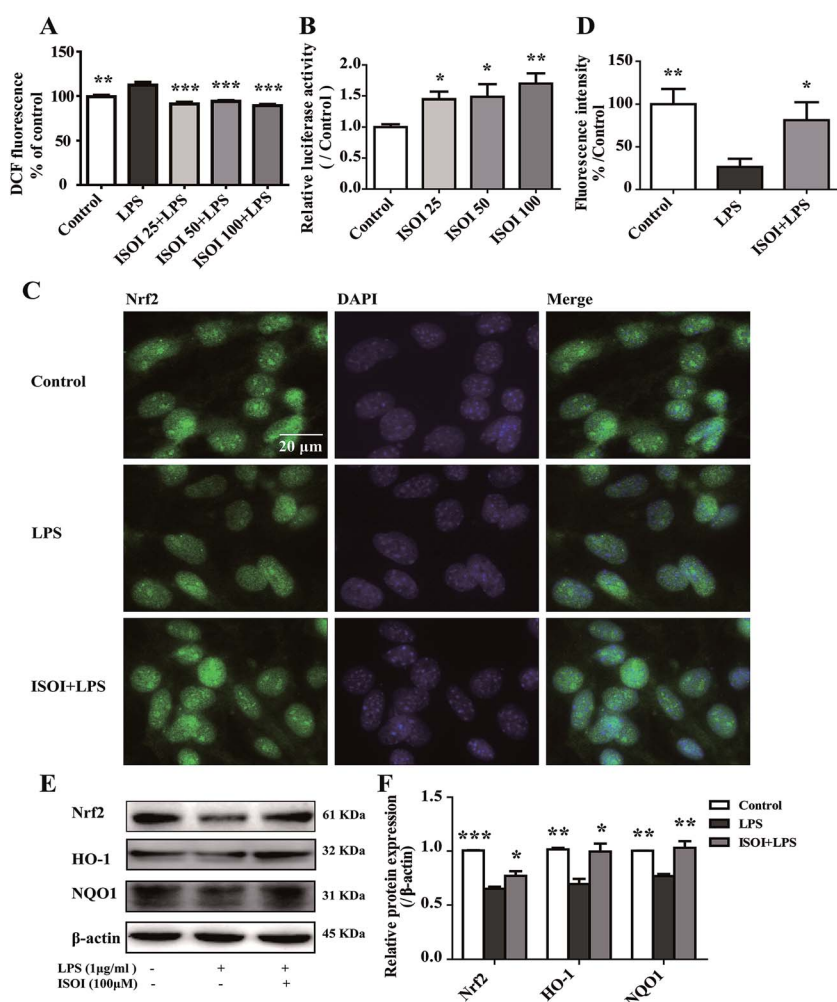 A
DCF fluorescence
% of control
150
100
50
0
** *** *** ***
Control
LPS
ISOI 25+LPS
ISOI 50+LPS
ISOI 100+LPS
B
Relative luciferase activity
( / Control )
2.0
1.5
1.0
0.5
0.0
* * **
Control
ISOI 25
ISOI 50
ISOI 100
D
Fluorescence intensity
% /Control
150
100
50
0
** *
Control
LPS
ISOI+LPS
C
Nrf2 DAPI Merge
Control
20 μm
LPS
ISOI+LPS
E
Nrf2 61 KDa
HO-1 32 KDa
NQO1 31 KDa
β-actin 45 KDa
LPS (1μg/ml ) - + +
ISOI (100μM) - - +
F
Relative protein expression
(/β-actin)
1.5
1.0
0.5
0.0
*** * ** * ** **
Nrf2
HO-1
NQO1
Control
LPS
ISOI+LPS